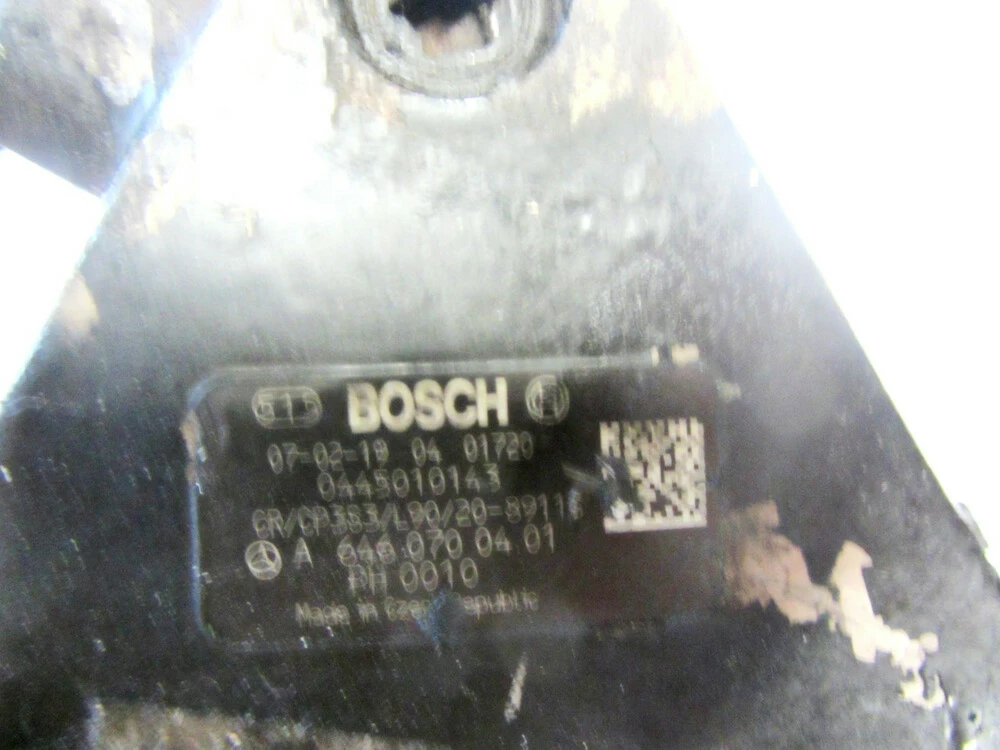 BOSCH
07-02-19 04 01720
0445010143
CR/CP3S3/L90/20-89111S
A 646 070 04 01
PH 0010
Made in Czech Republic